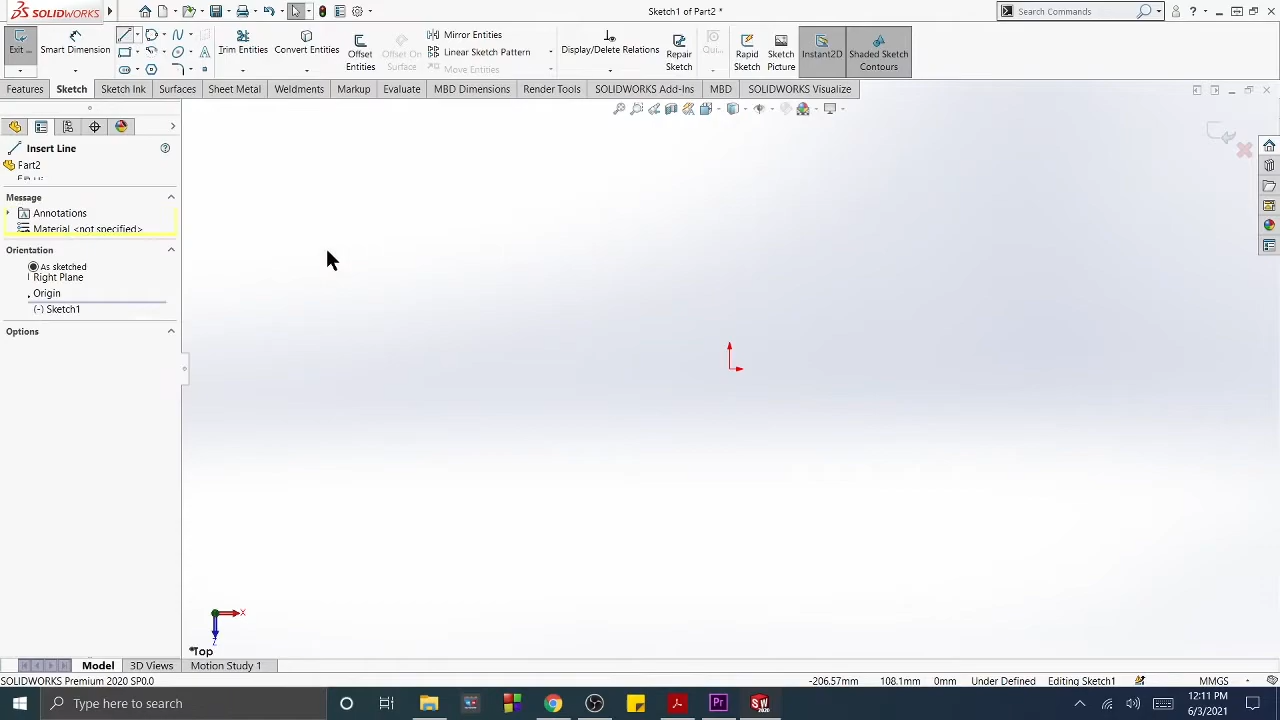 SOLIDWORKS
Sketch1 of Part2 *
Search Commands
Exit ...
Smart Dimension
Trim Entities
Convert Entities
Offset Entities
Offset On Surface
Mirror Entities
Linear Sketch Pattern
Move Entities
Display/Delete Relations
Repair Sketch
Qui...
Rapid Sketch
Sketch Picture
Instant2D
Shaded Sketch Contours
Features
Sketch
Sketch Ink
Surfaces
Sheet Metal
Weldments
Markup
Evaluate
MBD Dimensions
Render Tools
SOLIDWORKS Add-Ins
MBD
SOLIDWORKS Visualize
Insert Line
Part2
Message
Annotations
Material <not specified>
Orientation
As sketched
Right Plane
Origin
(-) Sketch1
Options
X
Z
*Top
Model
3D Views
Motion Study 1
SOLIDWORKS Premium 2020 SP0.0
-206.57mm
108.1mm
0mm
Under Defined
Editing Sketch1
MMGS
Type here to search
12:11 PM
6/3/2021